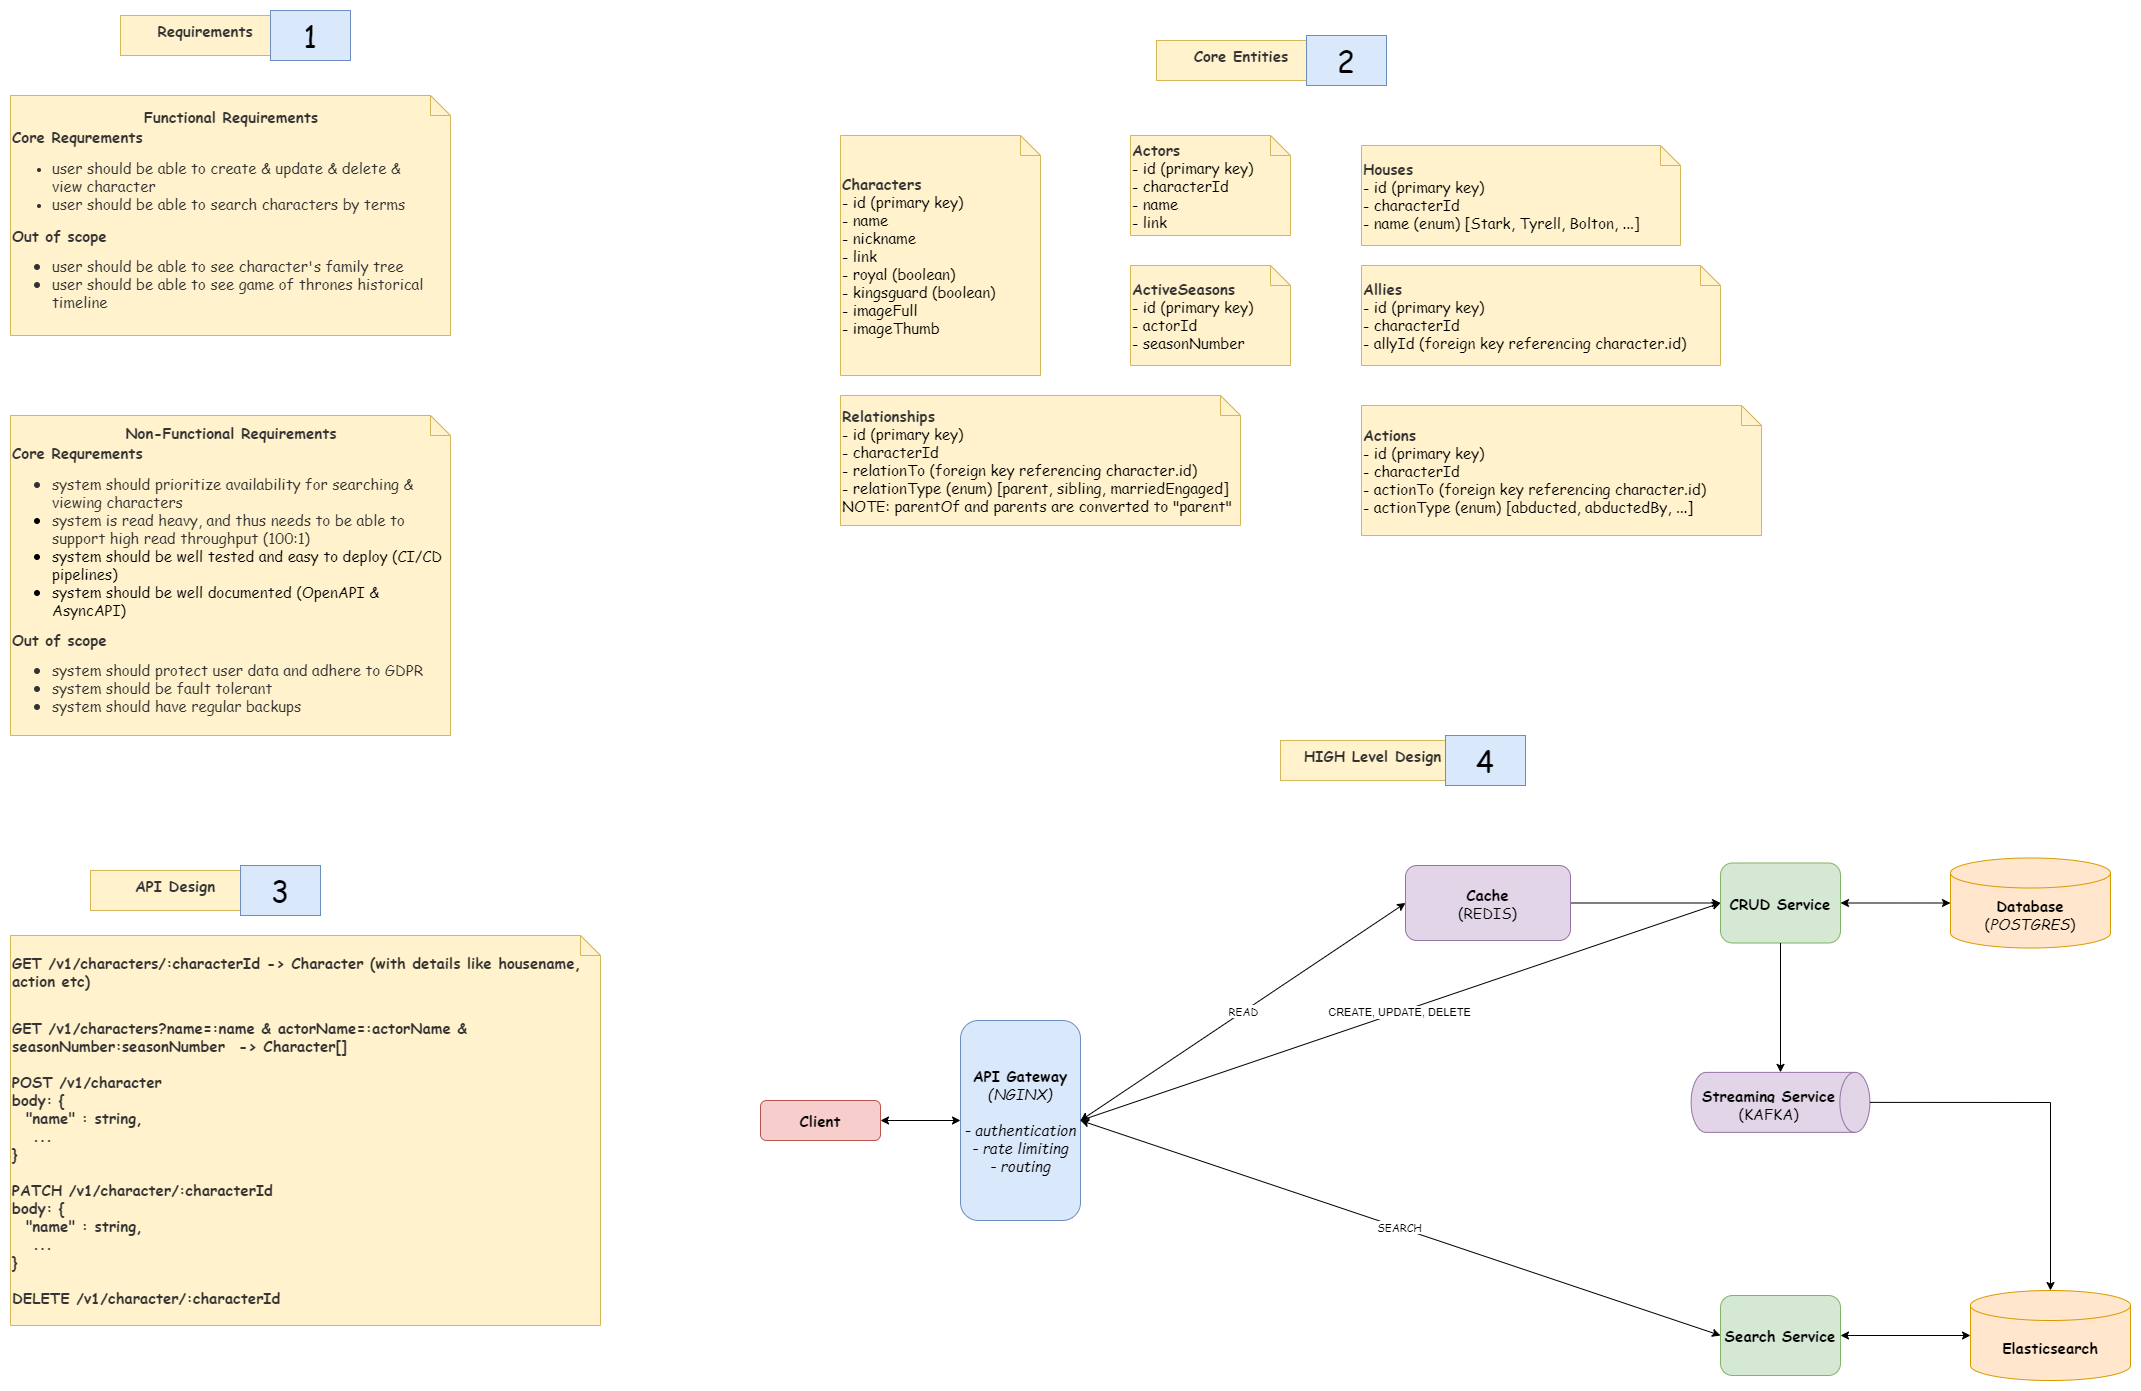 Requirements
1
Functional Requirements
Core Requrements
user should be able to create & update & delete &
view character
user should be able to search characters by terms
Out of scope
user should be able to see character's family tree
user should be able to see game of thrones historical
timeline
Non-Functional Requirements
Core Requrements
system should prioritize availability for searching &
viewing characters
system is read heavy, and thus needs to be able to
support high read throughput (100:1)
system should be well tested and easy to deploy (CI/CD
pipelines)
system should be well documented (OpenAPI &
AsyncAPI)
Out of scope
system should protect user data and adhere to GDPR
system should be fault tolerant
system should have regular backups
Core Entities
2
Characters
- id (primary key)
- name
- nickname
- link
- royal (boolean)
- kingsguard (boolean)
- imageFull
- imageThumb
Actors
- id (primary key)
- characterId
- name
- link
Houses
- id (primary key)
- characterId
- name (enum) [Stark, Tyrell, Bolton, ...]
ActiveSeasons
- id (primary key)
- actorId
- seasonNumber
Allies
- id (primary key)
- characterId
- allyId (foreign key referencing character.id)
Relationships
- id (primary key)
- characterId
- relationTo (foreign key referencing character.id)
- relationType (enum) [parent, sibling, marriedEngaged]
NOTE: parentOf and parents are converted to "parent"
Actions
- id (primary key)
- characterId
- actionTo (foreign key referencing character.id)
- actionType (enum) [abducted, abductedBy, ...]
API Design
3
GET /v1/characters/:characterId -> Character (with details like housename,
action etc)
GET /v1/characters?name=:name & actorName=:actorName &
seasonNumber:seasonNumber  -> Character[]
POST /v1/character
body: {
"name" : string,
...
}
PATCH /v1/character/:characterId
body: {
"name" : string,
...
}
DELETE /v1/character/:characterId
HIGH Level Design
4
Client
API Gateway
(NGINX)
- authentication
- rate limiting
- routing
READ
CREATE, UPDATE, DELETE
SEARCH
Cache
(REDIS)
CRUD Service
Database
(POSTGRES)
Streaming Service
(KAFKA)
Search Service
Elasticsearch